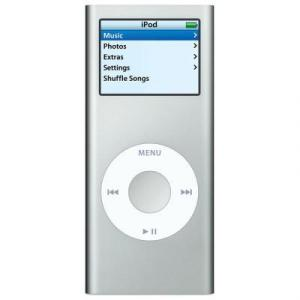 iPod
Music
Photos
Extras
Settings
Shuffle Songs
MENU